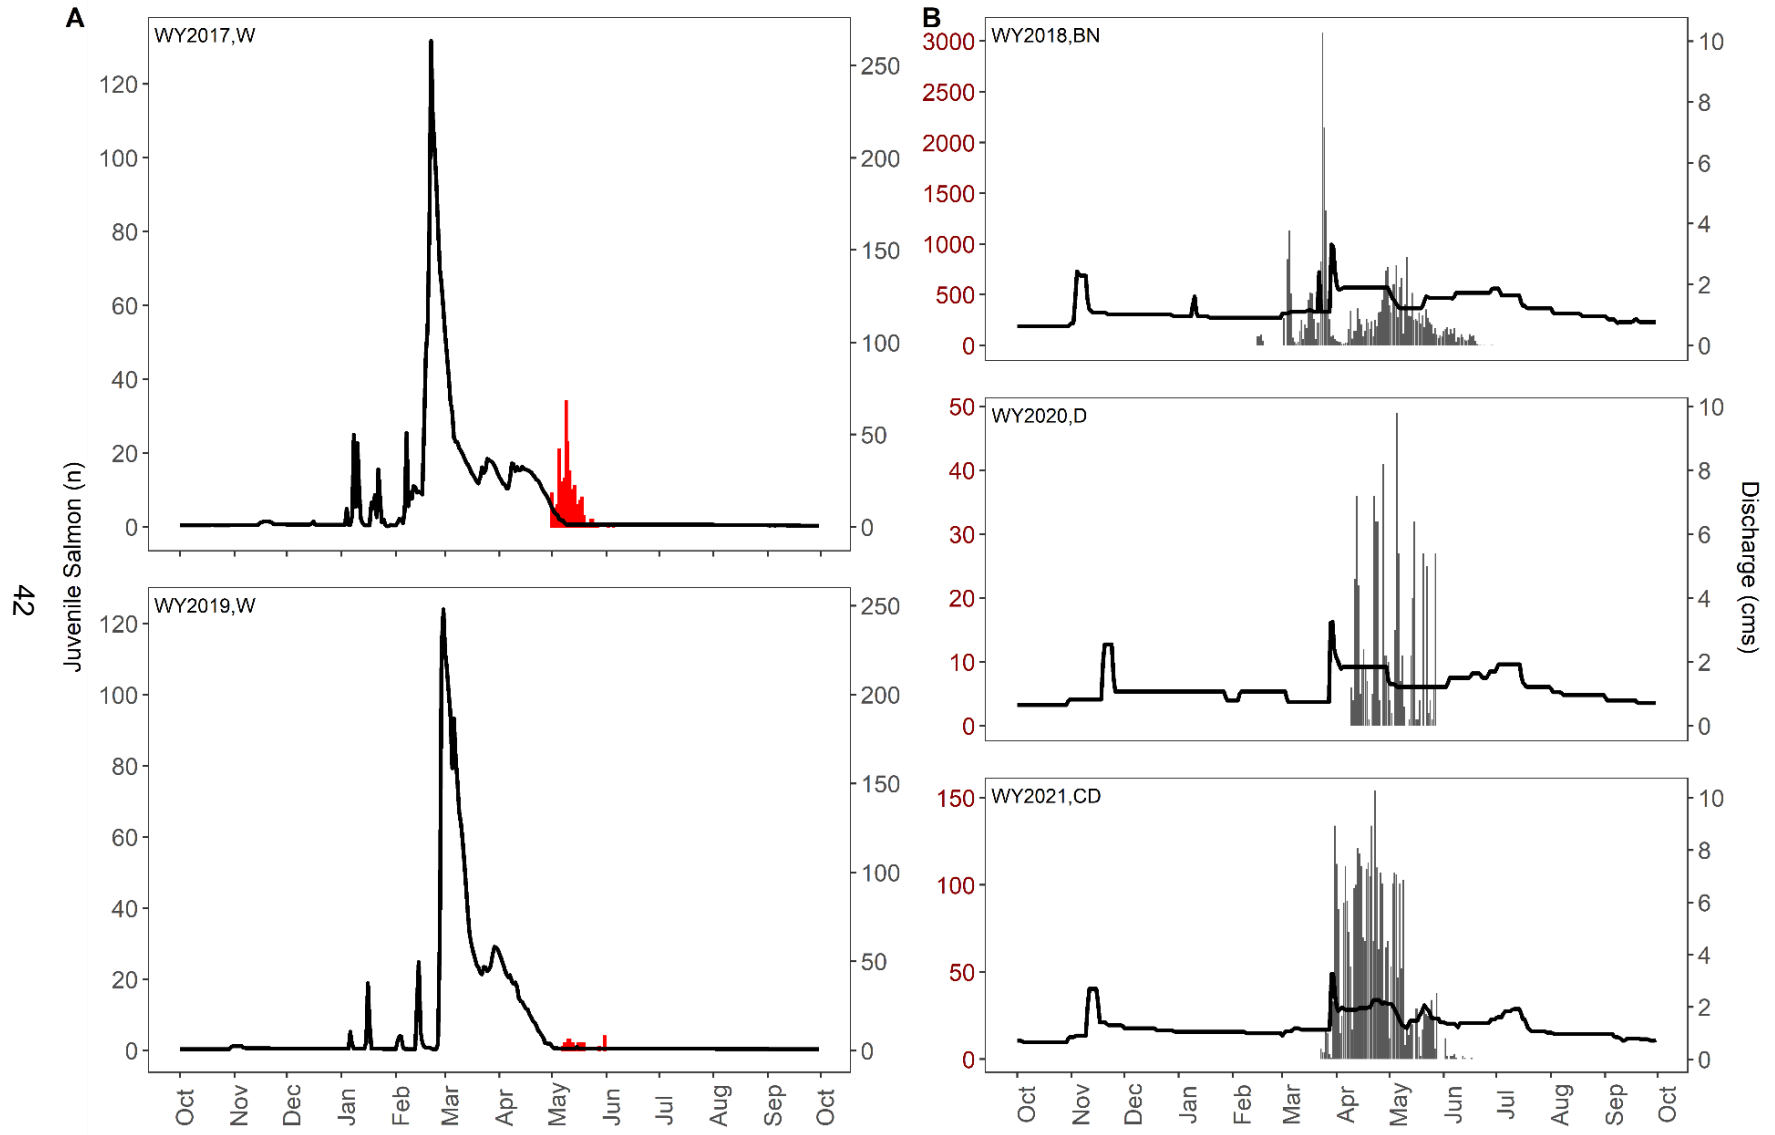 A
WY2017,W
120
100
80
60
40
20
0
250
200
150
100
50
0
WY2019,W
120
100
80
60
40
20
0
250
200
150
100
50
0
Oct
Nov
Dec
Jan
Feb
Mar
Apr
May
Jun
Jul
Aug
Sep
Oct
Juvenile Salmon (n)
42
B
WY2018,BN
3000
2500
2000
1500
1000
500
0
10
8
6
4
2
0
WY2020,D
50
40
30
20
10
0
10
8
6
4
2
0
WY2021,CD
150
100
50
0
10
8
6
4
2
0
Oct
Nov
Dec
Jan
Feb
Mar
Apr
May
Jun
Jul
Aug
Sep
Oct
Discharge (cms)